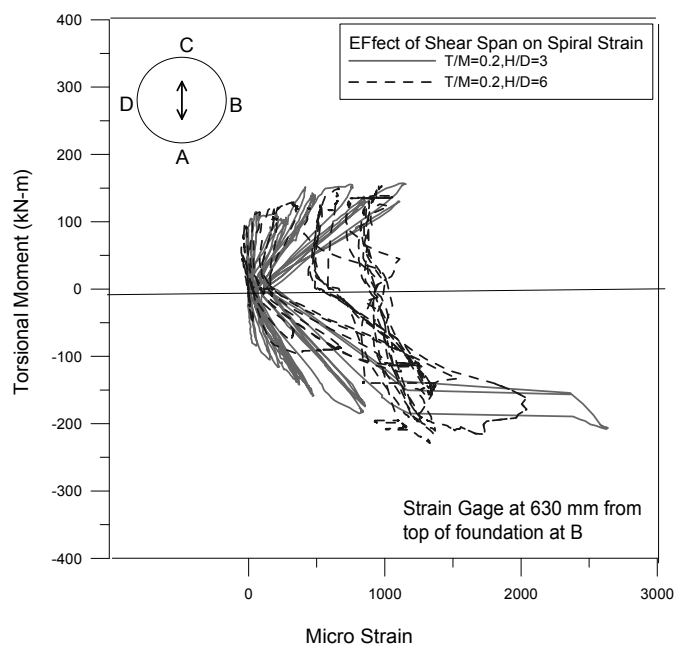 400
300
200
100
0
-100
-200
-300
-400
Torsional Moment (kN-m)
C
D
B
A
EFfect of Shear Span on Spiral Strain
T/M=0.2,H/D=3
T/M=0.2,H/D=6
Strain Gage at 630 mm from
top of foundation at B
0 1000 2000 3000
Micro Strain